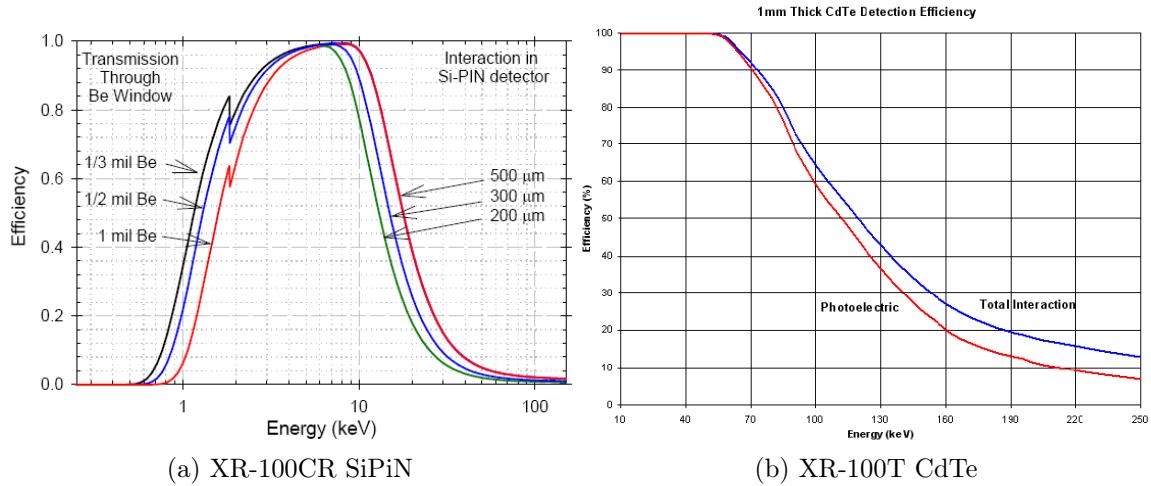 Transmission
Through
Be Window
Interaction in
Si-PIN detector
1/3 mil Be
1/2 mil Be
1 mil Be
500 μm
300 μm
200 μm
Efficiency
1.0
0.8
0.6
0.4
0.2
0.0
1
10
100
Energy (keV)
(a) XR-100CR SiPiN
1mm Thick CdTe Detection Efficiency
Efficiency (%)
100
90
80
70
60
50
40
30
20
10
0
Photoelectric
Total Interaction
10
40
70
100
130
160
190
220
250
Energy (keV)
(b) XR-100T CdTe